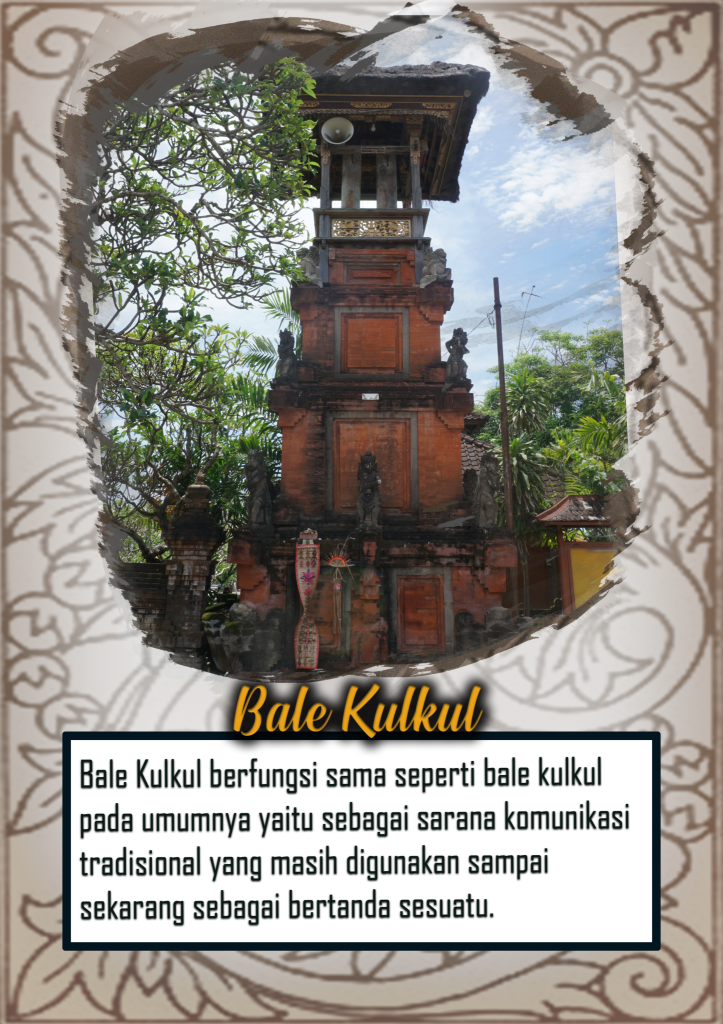 Bale Kulkul
Bale Kulkul berfungsi sama seperti bale kulkul
pada umumnya yaitu sebagai sarana komunikasi
tradisional yang masih digunakan sampai
sekarang sebagai bertanda sesuatu.